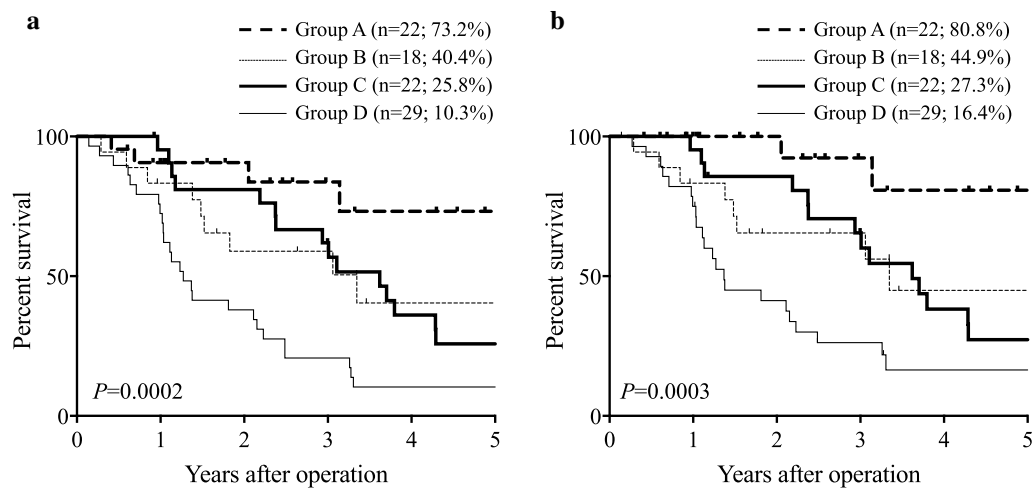 a
Group A (n=22; 73.2%)
Group B (n=18; 40.4%)
Group C (n=22; 25.8%)
Group D (n=29; 10.3%)
Percent survival
100
50
0
P=0.0002
0 1 2 3 4 5
Years after operation
b
Group A (n=22; 80.8%)
Group B (n=18; 44.9%)
Group C (n=22; 27.3%)
Group D (n=29; 16.4%)
Percent survival
100
50
0
P=0.0003
0 1 2 3 4 5
Years after operation